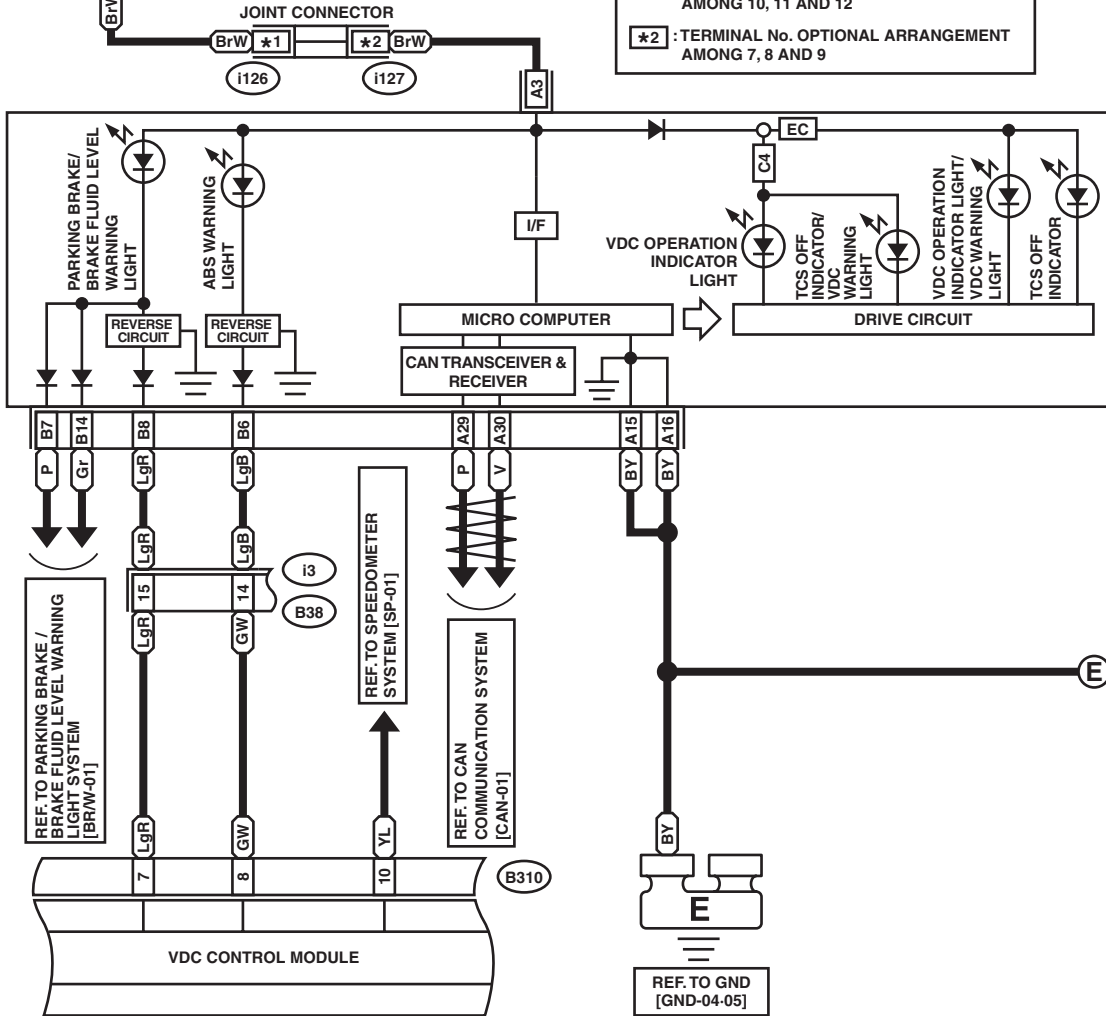 AMONG 10, 11 AND 12
*2 : TERMINAL No. OPTIONAL ARRANGEMENT
AMONG 7, 8 AND 9
JOINT CONNECTOR
BrW *1 *2 BrW
i126 i127
A3
PARKING BRAKE/
BRAKE FLUID LEVEL
WARNING
LIGHT
ABS WARNING
LIGHT
I/F
EC
C4
VDC OPERATION
INDICATOR
LIGHT
TCS OFF
INDICATOR/
VDC
WARNING
LIGHT
VDC OPERATION
INDICATOR LIGHT/
VDC WARNING
LIGHT
TCS OFF
INDICATOR
REVERSE
CIRCUIT
REVERSE
CIRCUIT
MICRO COMPUTER
DRIVE CIRCUIT
CAN TRANSCEIVER &
RECEIVER
B7 B14 B8 B6 A29 A30 A15 A16
P Gr LgR LgB P V BY BY
LgR LgB
i3
15 14
B38
LgR GW
REF. TO PARKING BRAKE /
BRAKE FLUID LEVEL WARNING
LIGHT SYSTEM
[BR/W-01]
REF. TO SPEEDOMETER
SYSTEM [SP-01]
REF. TO CAN
COMMUNICATION SYSTEM
[CAN-01]
E
LgR GW YL BY
7 8 10
B310
E
VDC CONTROL MODULE
REF. TO GND
[GND-04·05]